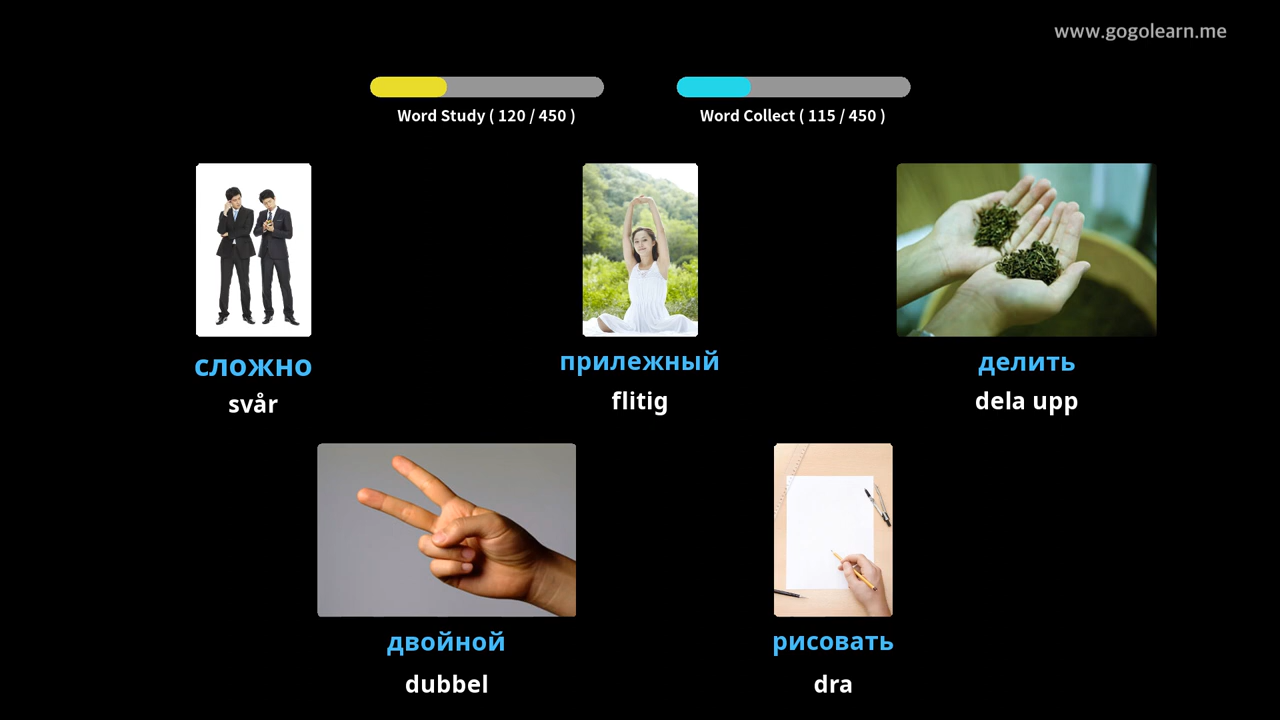 www.gogolearn.me
Word Study ( 120 / 450 )
Word Collect ( 115 / 450 )
сложно
svår
прилежный
flitig
делить
dela upp
двойной
dubbel
рисовать
dra